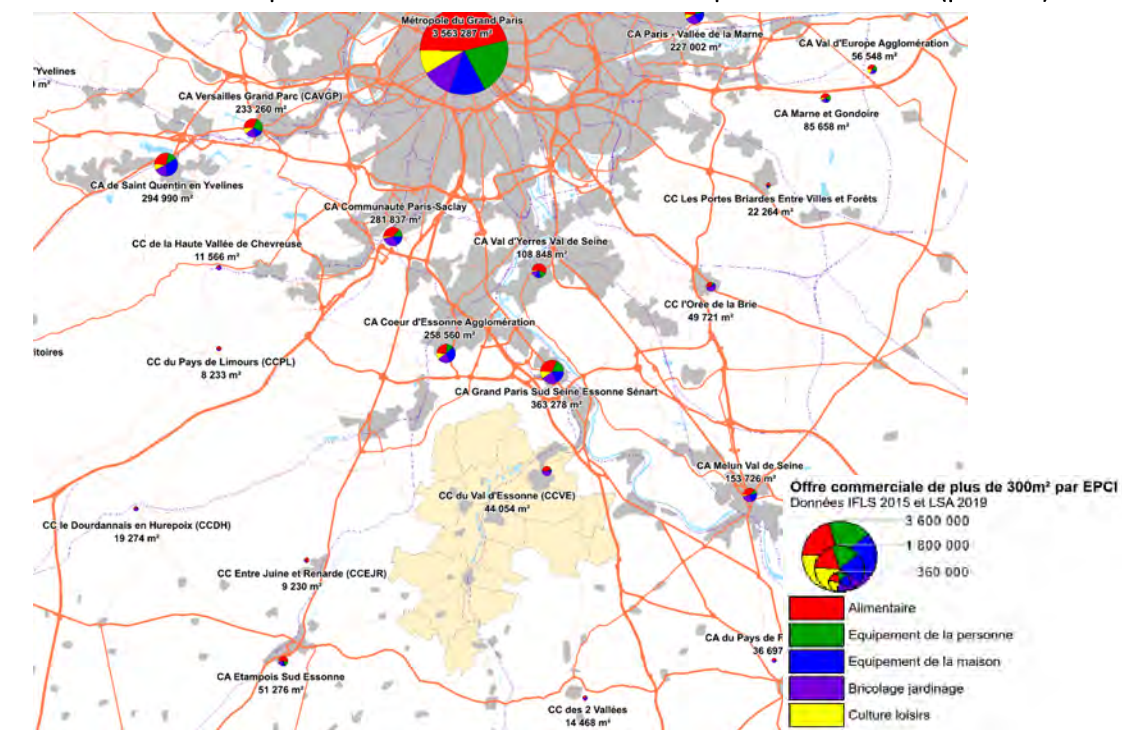 Métropole du Grand Paris
3 563 287 m²
CA Paris - Vallée de la Marne
227 002 m²
CA Val d'Europe Agglomération
56 548 m²
Yvelines
m²
CA Versailles Grand Parc (CAVGP)
233 260 m²
CA Marne et Gondoire
85 658 m²
CA de Saint Quentin en Yvelines
294 990 m²
CC Les Portes Briardes Entre Villes et Forêts
22 264 m²
CA Communauté Paris-Saclay
281 837 m²
CC de la Haute Vallée de Chevreuse
11 566 m²
CA Val d'Yerres Val de Seine
108 848 m²
CC l'Orée de la Brie
49 721 m²
CA Coeur d'Essonne Agglomération
258 560 m²
itoires
CC du Pays de Limours (CCPL)
8 233 m²
CA Grand Paris Sud Seine Essonne Sénart
363 278 m²
CA Melun Val de Seine
153 726 m²
CC du Val d'Essonne (CCVE)
44 054 m²
CC le Dourdannais en Hurepoix (CCDH)
19 274 m²
CC Entre Juine et Renarde (CCEJR)
9 230 m²
CA Etampois Sud Essonne
51 276 m²
CC des 2 Vallées
14 468 m²
CA du Pays de F
36 697
Offre commerciale de plus de 300m² par EPCI
Données IFLS 2015 et LSA 2019
3 600 000
1 800 000
360 000
Alimentaire
Equipement de la personne
Equipement de la maison
Bricolage jardinage
Culture loisirs